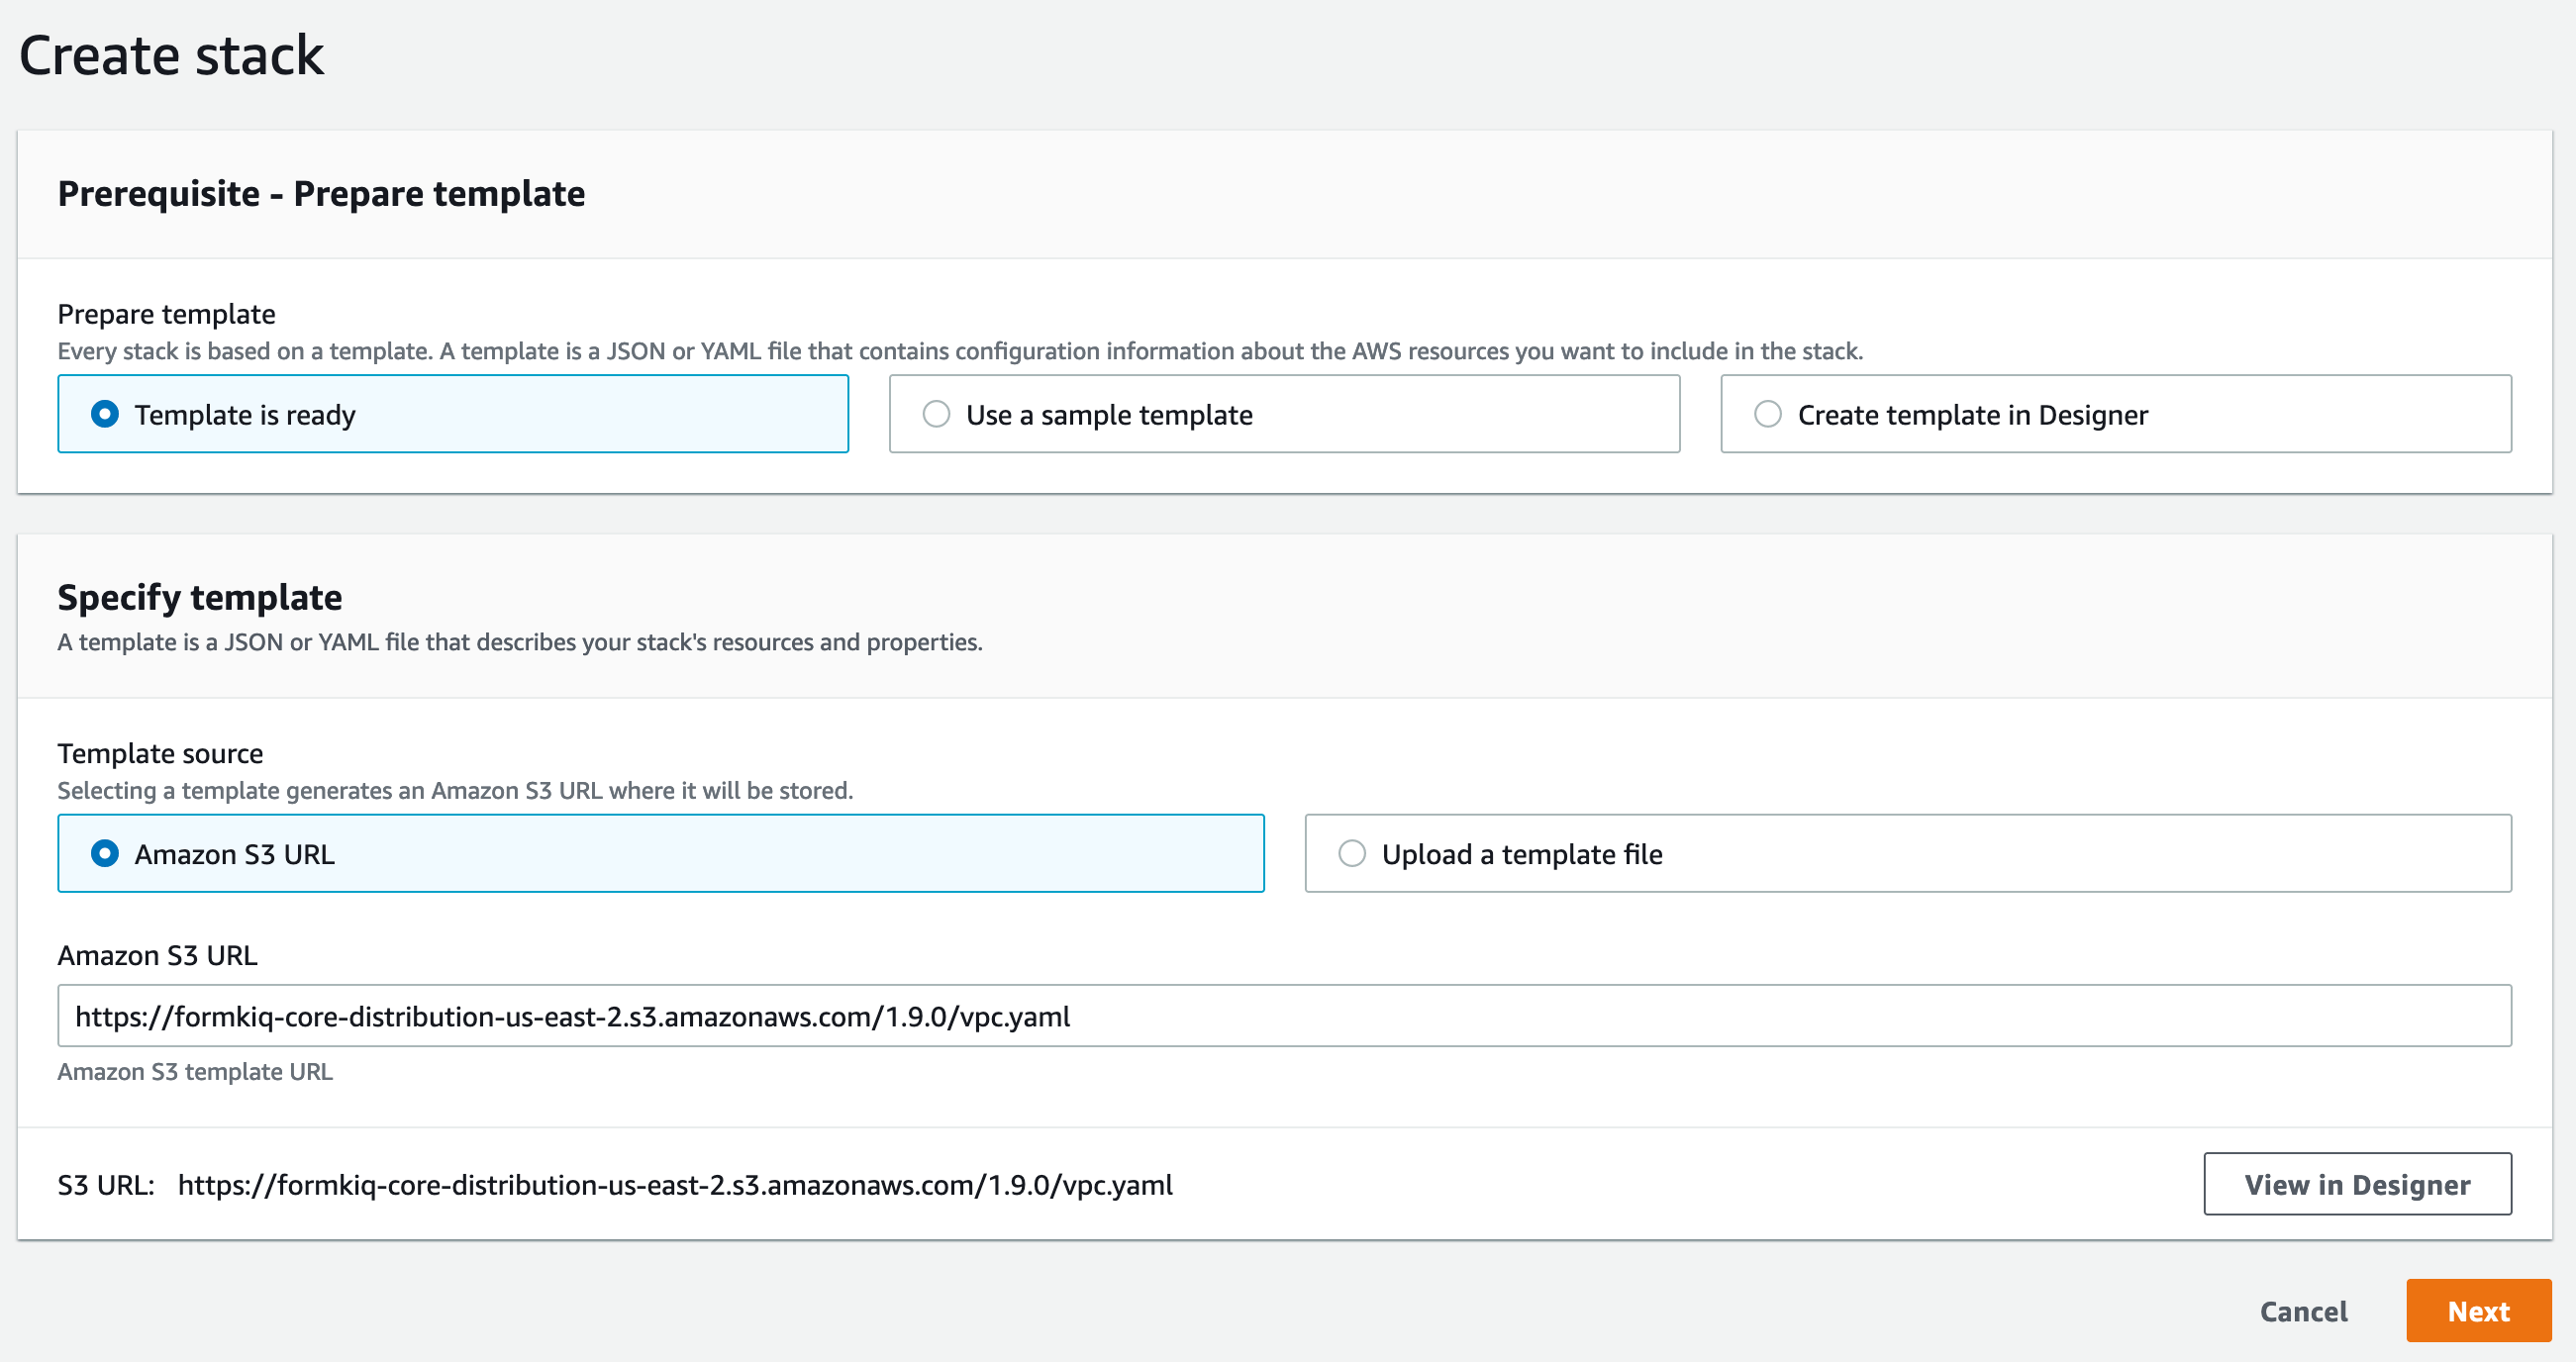 Create stack
Prerequisite - Prepare template
Prepare template
Every stack is based on a template. A template is a JSON or YAML file that contains configuration information about the AWS resources you want to include in the stack.
Template is ready
Use a sample template
Create template in Designer
Specify template
A template is a JSON or YAML file that describes your stack's resources and properties.
Template source
Selecting a template generates an Amazon S3 URL where it will be stored.
Amazon S3 URL
Upload a template file
Amazon S3 URL
https://formkiq-core-distribution-us-east-2.s3.amazonaws.com/1.9.0/vpc.yaml
Amazon S3 template URL
S3 URL: https://formkiq-core-distribution-us-east-2.s3.amazonaws.com/1.9.0/vpc.yaml
View in Designer
Cancel
Next